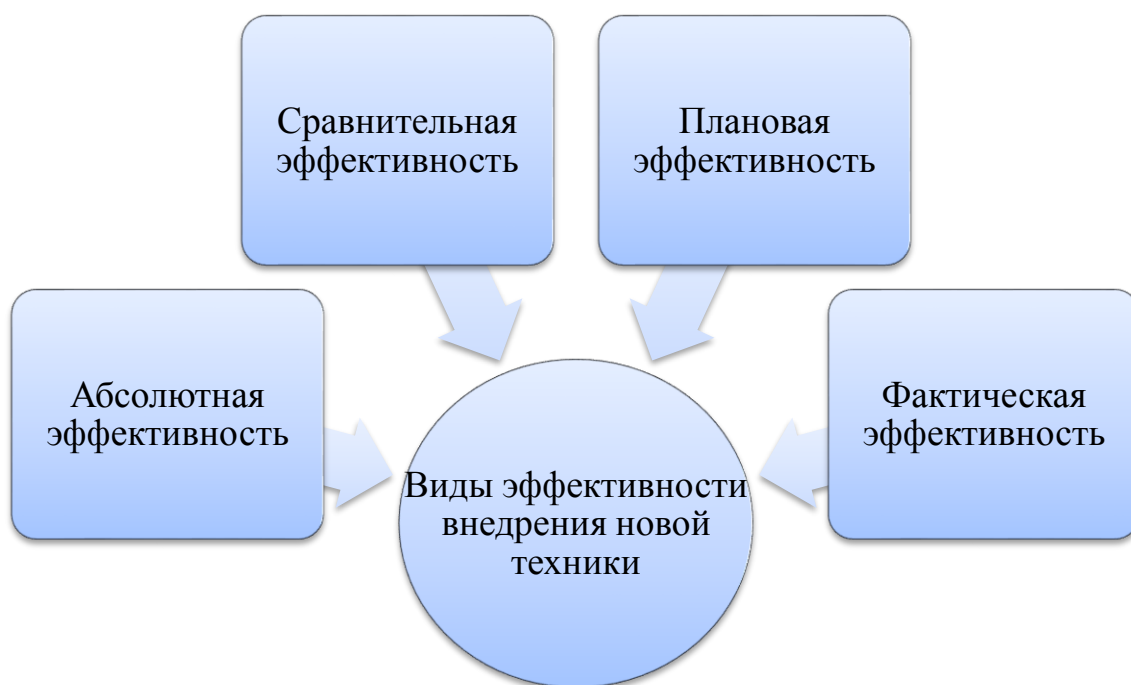 Сравнительная
эффективность
Плановая
эффективность
Абсолютная
эффективность
Фактическая
эффективность
Виды эффективности
внедрения новой
техники